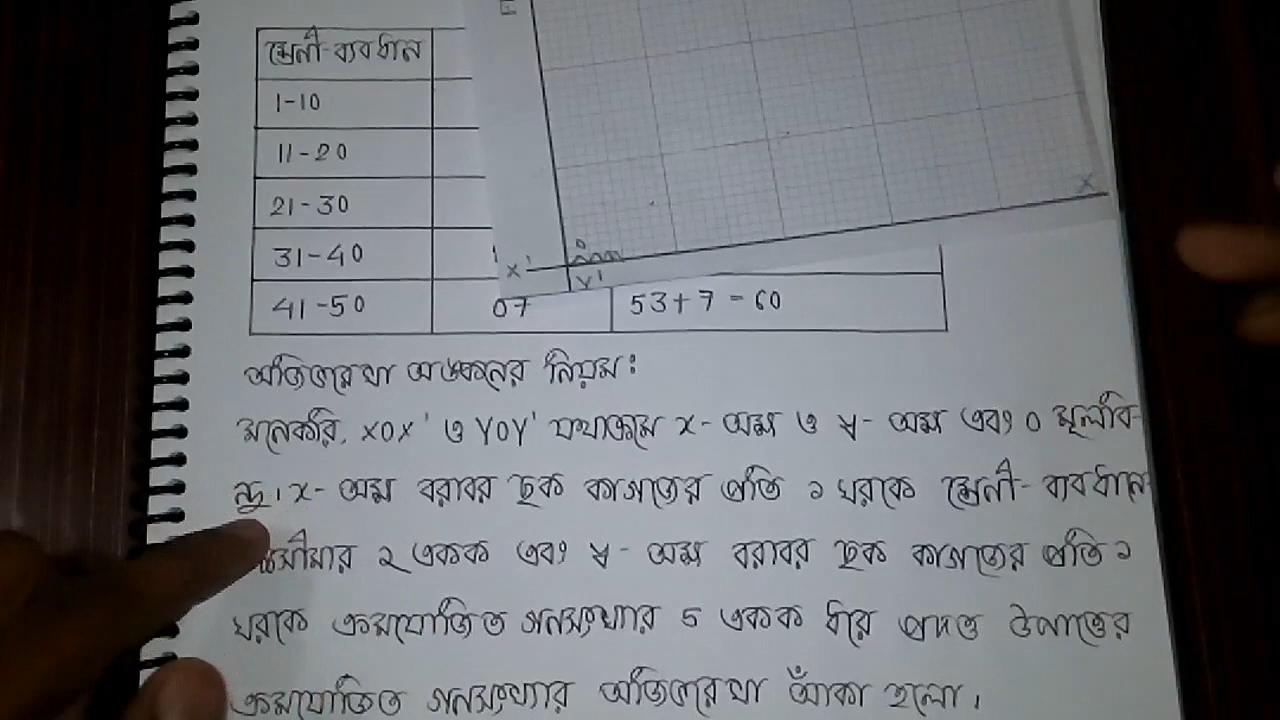 শ্রেণী-ব্যবধান
1-10
11-20
21-30
31-40
41-50 07 53+7=60
X
X'
Y'
0
অজিভরেখা অঙ্কনের নিয়ম:
মনেকরি, XOX' ও YOY' যথাক্রমে x- অক্ষ ও y- অক্ষ এবং 0 মূলবি-
ন্দু। x- অক্ষ বরাবর ছক কাগজের প্রতি ১ ঘরকে শ্রেণী- ব্যবধানে
২ একক এবং y- অক্ষ বরাবর ছক কাগজের প্রতি ১
ঘরকে ক্রমযোজিত গনসংখ্যার ৫ একক ধরে প্রদত্ত উপাত্তের
ক্রমযোজিত গনসংখ্যার অজিভরেখা আঁকা হলো।